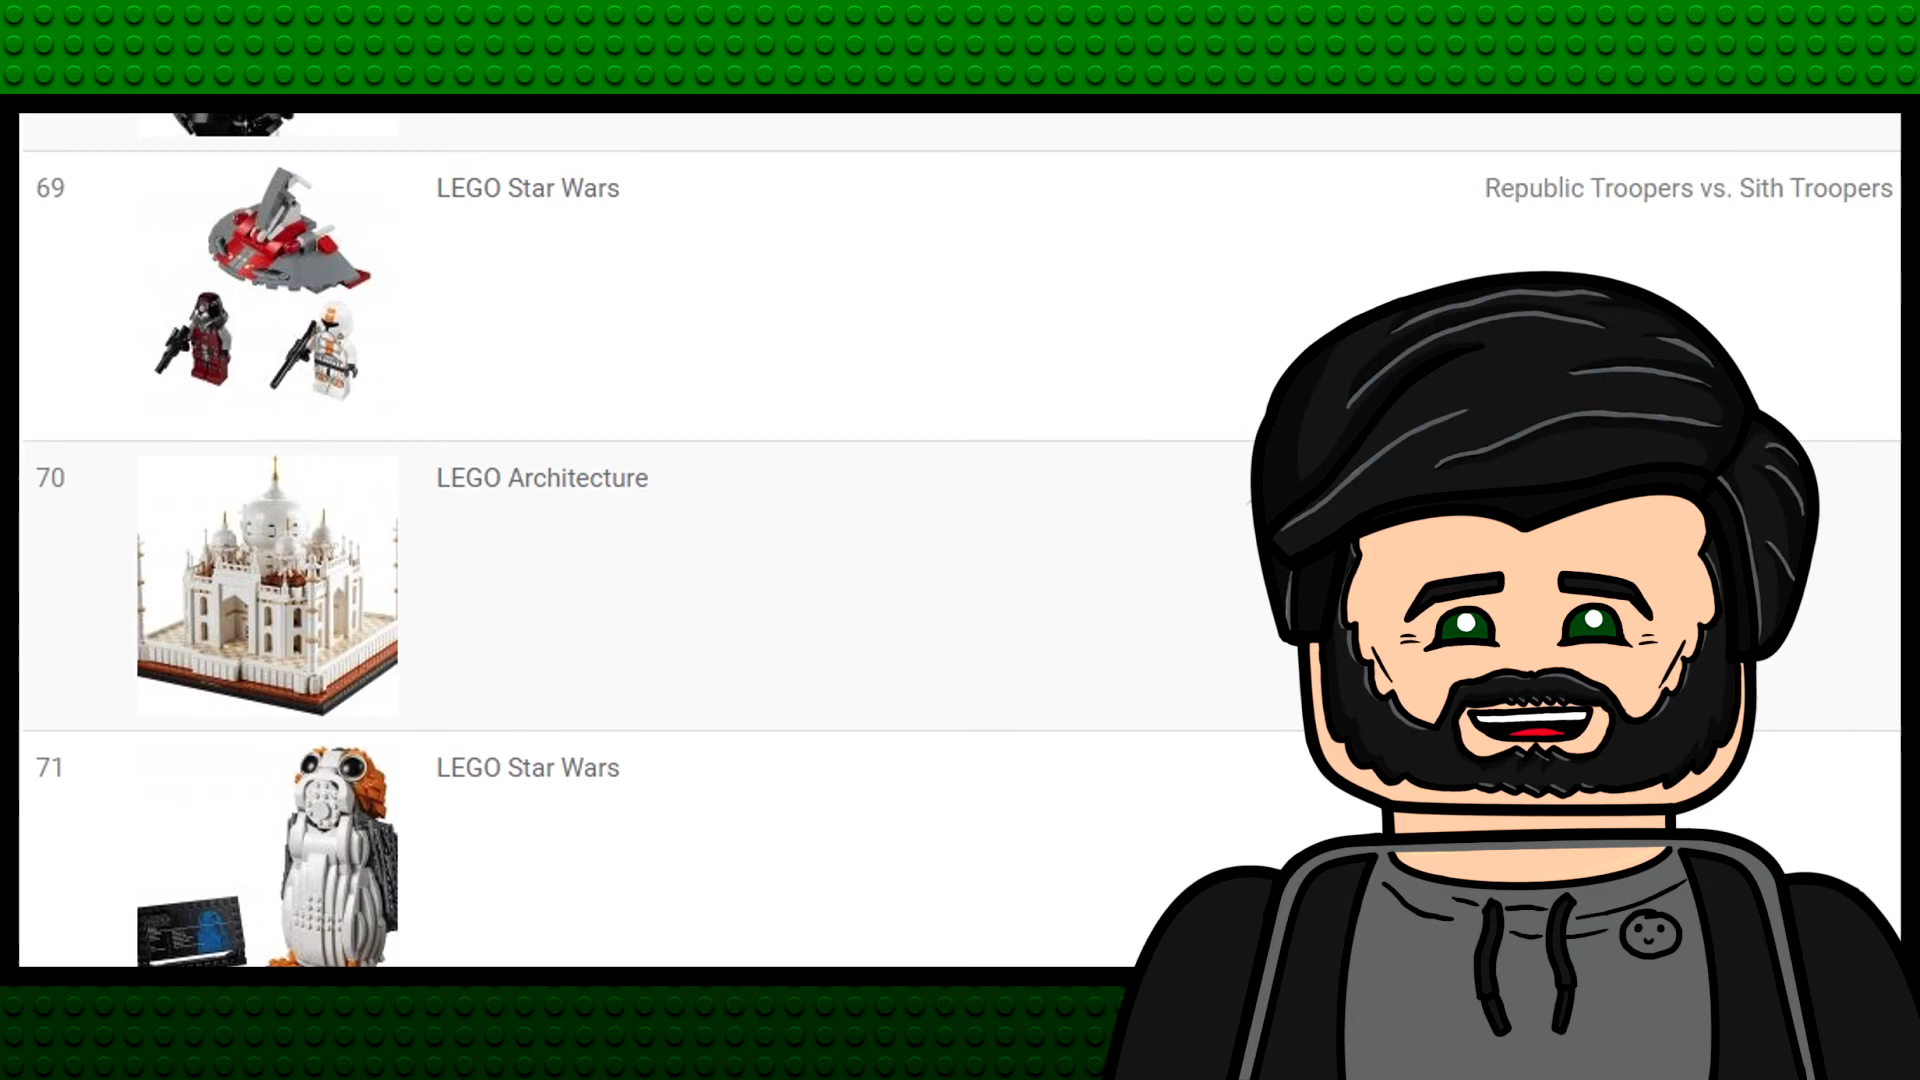 69
LEGO Star Wars
Republic Troopers vs. Sith Troopers
70
LEGO Architecture
71
LEGO Star Wars